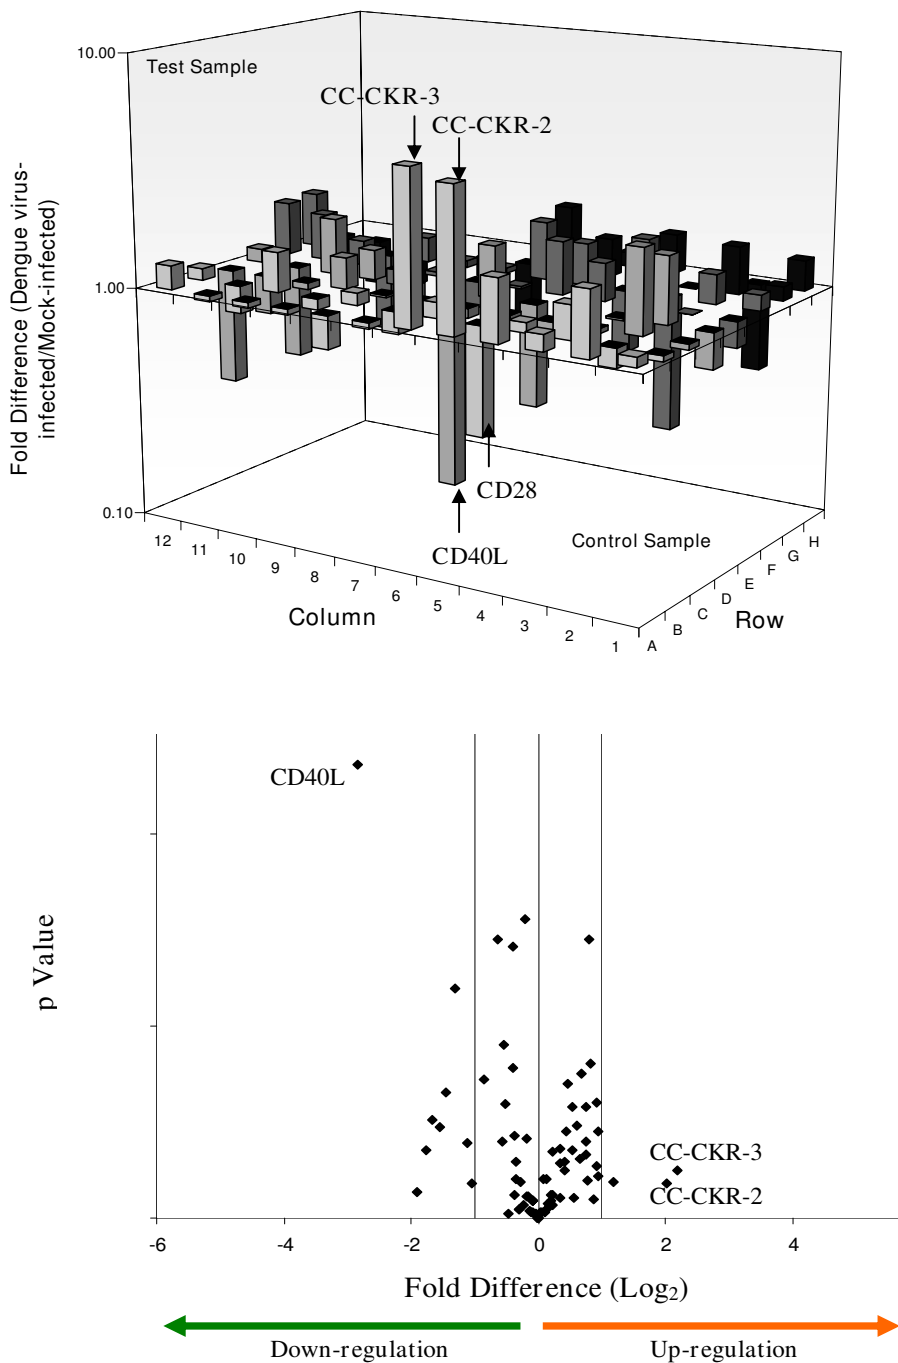 10.00
Test Sample
CC-CKR-3
CC-CKR-2
Fold Difference (Dengue virus-
infected/Mock-infected)
1.00
CD28
0.10
Control Sample
CD40L
12
11
10
9
8
7
6
5
4
3
2
1
Column
A
B
C
D
E
F
G
H
Row
CD40L
p Value
CC-CKR-3
CC-CKR-2
-6
-4
-2
0
2
4
Fold Difference (Log2)
Down-regulation
Up-regulation